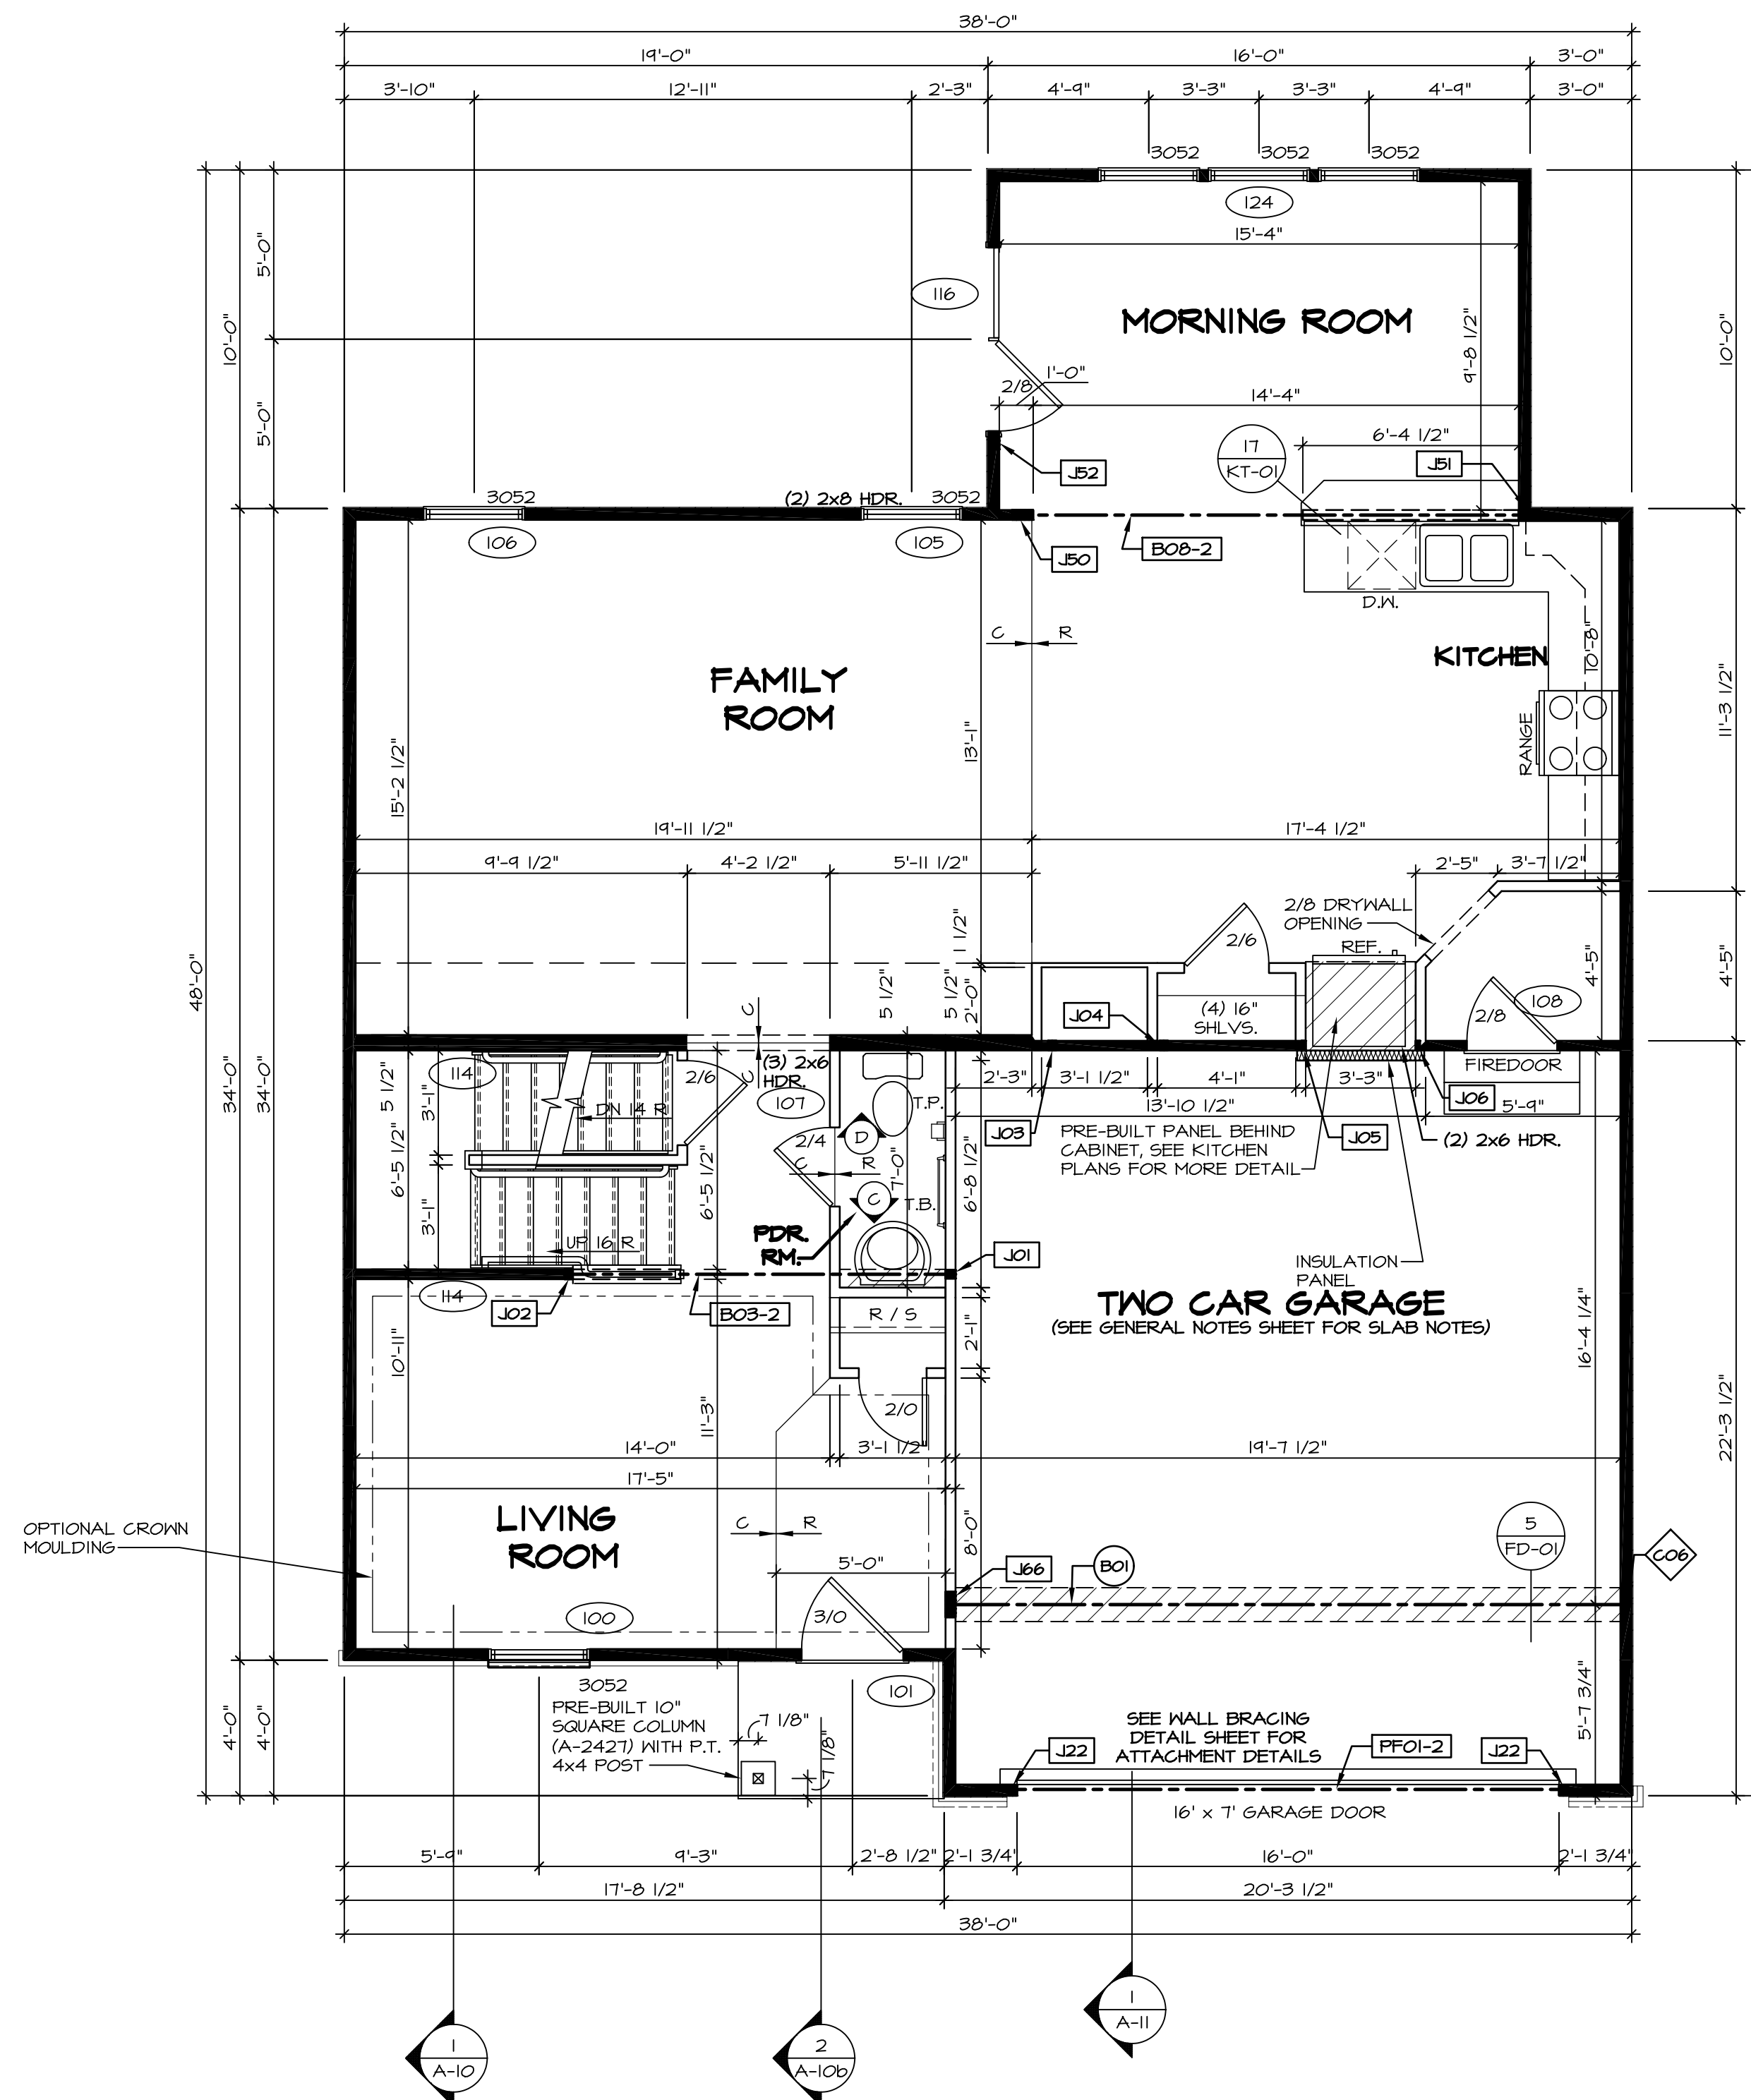 38'-0"
19'-0" 16'-0" 3'-0"
3'-10" 12'-11" 2'-3" 4'-9" 3'-3" 3'-3" 4'-9" 3'-0"
3052 3052 3052
124
15'-4"
5'-0"
116
MORNING ROOM
10'-0"
9'-8 1/2"
10'-0"
1'-0"
2/8
14'-4"
5'-0"
6'-4 1/2"
17
KT-01
J51
J52
3052
(2) 2x8 HDR.
3052
106
105
J50
B08-2
D.W.
C R
KITCHEN
10'-8"
FAMILY
ROOM
11'-3 1/2"
RANGE
15'-2 1/2"
13'-1"
19'-11 1/2" 17'-4 1/2"
9'-9 1/2" 4'-2 1/2" 5'-11 1/2" 2'-5" 3'-7 1/2"
2/8 DRYWALL
OPENING
REF.
1 1/2"
2/6
48'-0"
4'-5"
4'-5"
5 1/2"
5 1/2"
2'-0"
C
J04
(4) 16"
SHLVS.
2/8
108
34'-0"
34'-0"
C
(3) 2x6
HDR.
FIREDOOR
114
2/6
107
5 1/2"
3'-1"
DN 14 R
T.P.
2'-3" 3'-1 1/2" 4'-1" 3'-3"
J06
13'-10 1/2" 5'-9"
J03
J05
(2) 2x6 HDR.
PRE-BUILT PANEL BEHIND
CABINET, SEE KITCHEN
PLANS FOR MORE DETAIL
2/4
D
C R
7'-0"
6'-5 1/2"
6'-5 1/2"
6'-8 1/2"
C
T.B.
3'-1"
UP 16 R
PDR.
RM.
J01
INSULATION
PANEL
114
J02
B03-2
R / S
TWO CAR GARAGE
(SEE GENERAL NOTES SHEET FOR SLAB NOTES)
2'-1"
10'-11"
16'-4 1/4"
11'-3"
2/0
22'-3 1/2"
14'-0" 3'-1 1/2" 19'-7 1/2"
17'-5"
LIVING
ROOM
C R
8'-0"
5
FD-01
OPTIONAL CROWN
MOULDING
5'-0"
J66
B01
C06
100
3/0
3052
101
PRE-BUILT 10"
SQUARE COLUMN
(A-2427) WITH P.T.
4x4 POST
7 1/8"
7 1/8"
4'-0"
4'-0"
5'-7 3/4"
SEE WALL BRACING
DETAIL SHEET FOR
ATTACHMENT DETAILS
J22
PF01-2
J22
16' x 7' GARAGE DOOR
5'-9" 9'-3" 2'-8 1/2" 2'-1 3/4" 16'-0" 2'-1 3/4"
17'-8 1/2" 20'-3 1/2"
38'-0"
1
A-11
1
A-10
2
A-10b